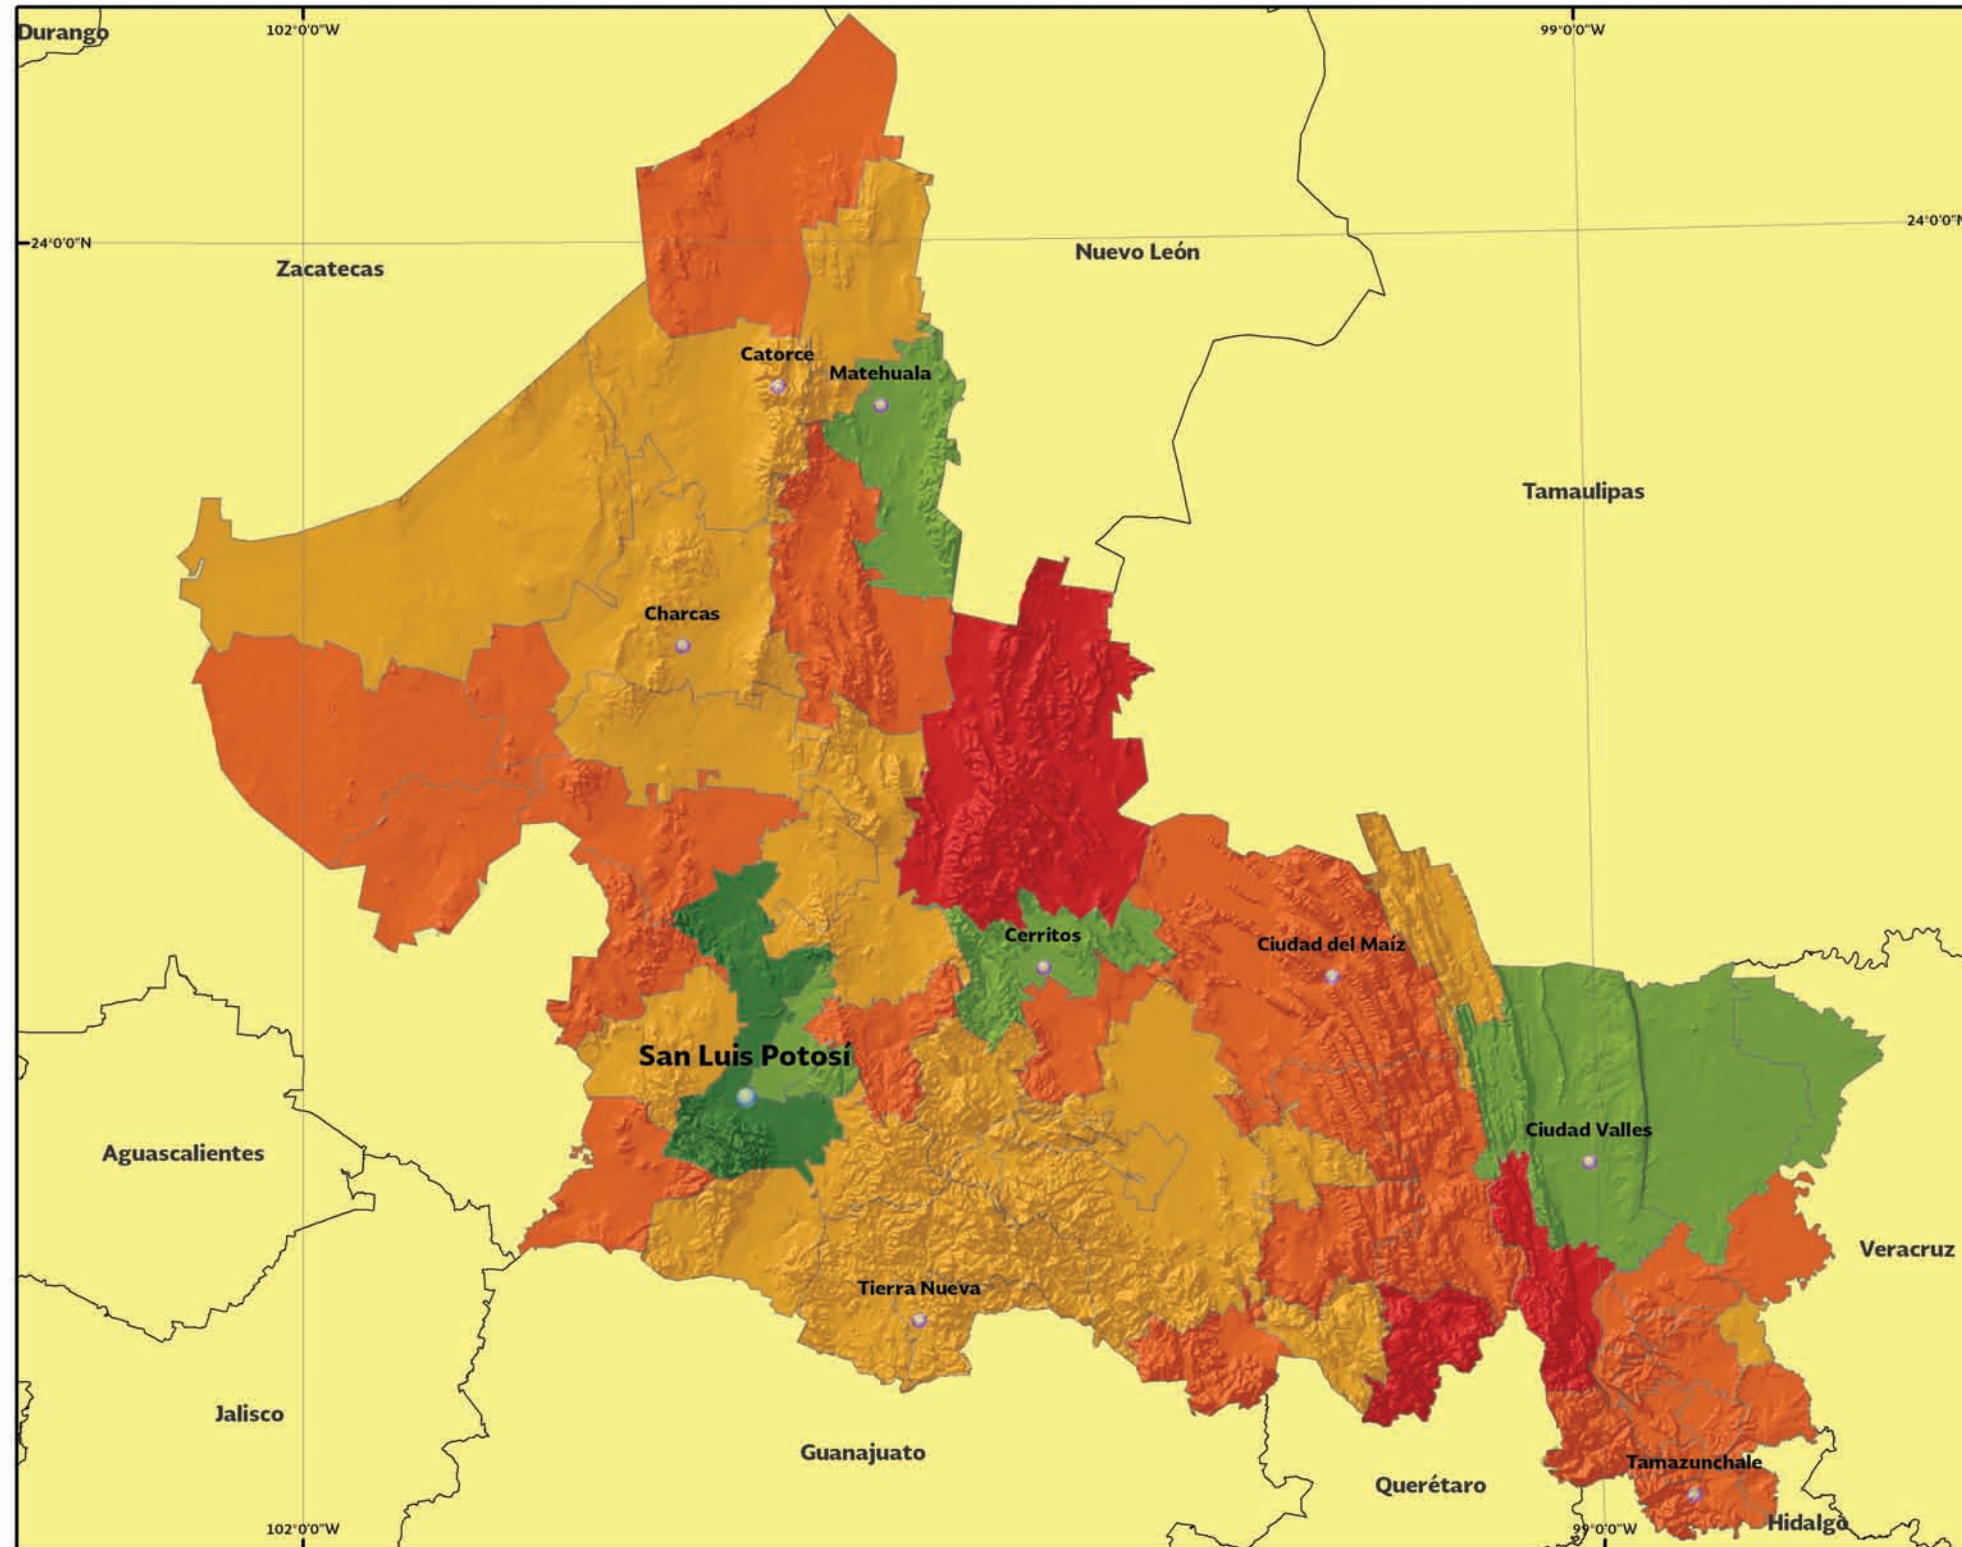 Durango
102°0'0"W
99°0'0"W
24°0'0"N
24°0'0"N
Nuevo León
Zacatecas
Catorce
Matehuala
Tamaulipas
Charcas
Cerritos
Ciudad del Maíz
San Luis Potosí
Ciudad Valles
Aguascalientes
Veracruz
Tierra Nueva
Jalisco
Guanajuato
Tamazunchale
Querétaro
Hidalgo
102°0'0"W
99°0'0"W